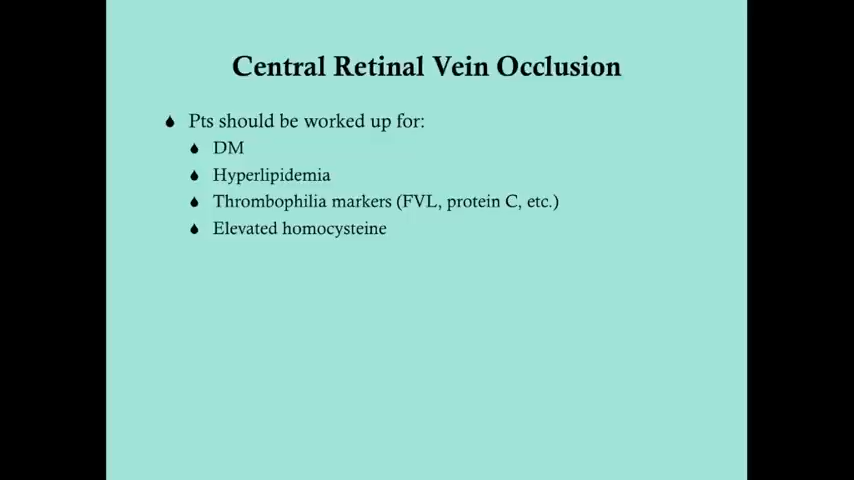 Central Retinal Vein Occlusion
Pts should be worked up for:
DM
Hyperlipidemia
Thrombophilia markers (FVL, protein C, etc.)
Elevated homocysteine